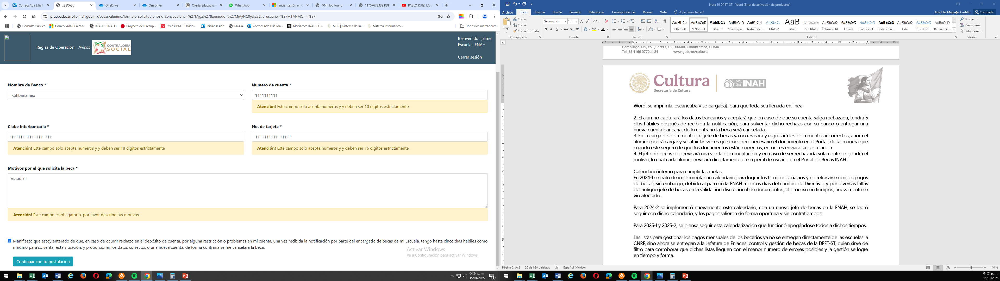 Correo: Ada Lilia M
.:BECAS:.
OneDrive
OneDrive
Oferta Educativa -
WhatsApp
Iniciar sesión en C
404 Not Found
11707673339.PDF
PABLO RUIZ, LA V
pruebadesarrollo.inah.gob.mx/becas/alumno/formato_solicitud.php?id_convocatoria=%27Mjgz%27&periodo=%27MjAyNC0y%27&id_usuario=%27MTMxMQ==%27
Consulta Pública
Correo: Ada Lilia Ma...
INAH - SINAFO
Proyecto del Presup...
Dividir PDF - Divida...
Iniciar sesión
SIGCA
Correo: Ada Lilia Ma...
Mediateca INAH | El...
SICS || Sistema de In...
Sistema Informático...
Todos los marcadores
Reglas de Operación
Avisos
CONTRALORÍA
SOCIAL
Bienvenido : jaime
Escuela : ENAH
Cerrar sesión
Nombre de Banco *
Numero de cuenta *
Citibanamex
1111111111
Atención! Este campo solo acepta numeros y y deben ser 10 digitos estrictamente
Clabe Interbancaria *
No. de tarjeta *
111111111111111111
1111111111111111
Atención! Este campo solo acepta numeros y y deben ser 18 digitos estrictamente
Atención! Este campo solo acepta numeros y y deben ser 16 digitos estrictamente
Motivos por el que solicita la beca *
estudiar
Atención! Este campo es obligatorio, por favor describe tus motivos.
Manifiesto que estoy enterado de que, en caso de ocurrir rechazo en el depósito de cuenta, por alguna restricción o problemas en mi cuenta, una vez recibida la notificación por parte del encargado de becas de mi Escuela, tengo hasta cinco días hábiles como
máximo para solventar esta situación, y proporcionar los datos correctos o una nueva cuenta, de forma contraria se me cancelará la beca.
Activar Windows
Ve a Configuración para activar Windows.
Continuar con tu postulacion
04:24 p. m.
15/01/2025
Nota 10 DPET-ST - Word (Error de activación de productos)
Archivo
Inicio
Insertar
Diseño
Formato
Referencias
Correspondencia
Revisar
Vista
¿Qué desea hacer?
Ada Lilia Maga�a Castillo
Compartir
Pegar
Cortar
Copiar
Copiar formato
Portapapeles
Geomanist
10
N K S abc x₂ x²
Fuente
Párrafo
AaBbCc
¶ Default
AaBbCcD
¶ Normal
AaBbCc
Título 1
AaBbCcD
¶ Sin espa...
AaBbCcI
Texto inde...
AaBbCcD
Título 2
AaB
Título
AaBbCcDc
Subtítulo
AaBbCcD
Énfasis sutil
AaBbCcD
Énfasis
AaBbCcD
Énfasis int...
AaBbCcD
Texto en n...
AaBbCcD
Cita
AaBbCcD
Cita desta...
AaBbCcD
Referencia...
Estilos
Buscar
Reemplazar
Seleccionar
Edición
Hamburgo 135, col. Juárez<, C.P. 06600, Cuauhtémoc, CDMX
Tel: 55 4166 0770 al 84
www.gob.mx/cultura
Cultura
Secretaría de Cultura
85 INAH
Word, se imprimía, escaneaba y se cargaba), para que toda sea llenada en línea.
2. El alumno capturará los datos bancarios y aceptará que en caso de que su cuenta salga rechazada, tendrá 5
días hábiles después de recibida la notificación, para solventar dicho rechazo con su banco o entregar una
nueva cuenta bancaria, de lo contrario la beca será cancelada.
3. En la carga de documentos, el jefe de becas ya no revisará y regresará los documentos incorrectos, ahora el
alumno podrá cargar y sustituir las veces que considere necesario el documento en el Portal, de tal manera que
cuando este seguro de que los documentos están correctos, entonces enviará su postulación.
4. El jefe de becas solo revisará una vez la documentación y en caso de ser rechazada solamente se pondrá el
motivo, lo cual cada alumno revisará directamente en su perfil de usuario en el Portal de Becas INAH.
Calendario interno para cumplir las metas
En 2024-1 se trató de implementar un calendario para lograr los tiempos señalaos y no retrasarse con los pagos
de becas, sin embargo, debido al paro en la ENAH a pocos días del cambio de Directivo, y por diversas faltas
del antiguo jefe de becas en la validación discrecional de documentos, el proceso en tiempos, nuevamente se
vio afectado.
Para 2024-2 se implementó nuevamente este calendario, con un nuevo jefe de becas en la ENAH, se logró
seguir con dicho calendario, y los pagos salieron de forma oportuna y sin contratiempos.
Para 2025-1 y 2025-2, se piensa seguir esta calendarización que funcionó apegándose todos a dichos tiempos.
Las listas para gestionar los pagos mensuales de los becarios ya no se entregan directamente de las escuelas la
CNRF, sino ahora se entregan a la Jefatura de Enlaces, control y gestión de becas de la DPET-ST, quien sirve de
filtro para corroborar que dichas listas lleguen con el menor número de errores posibles y la gestión se logre
en tiempo y forma.
Página 2 de 2
20 de 820 palabras
Español (México)
140 %
04:24 p. m.
15/01/2025